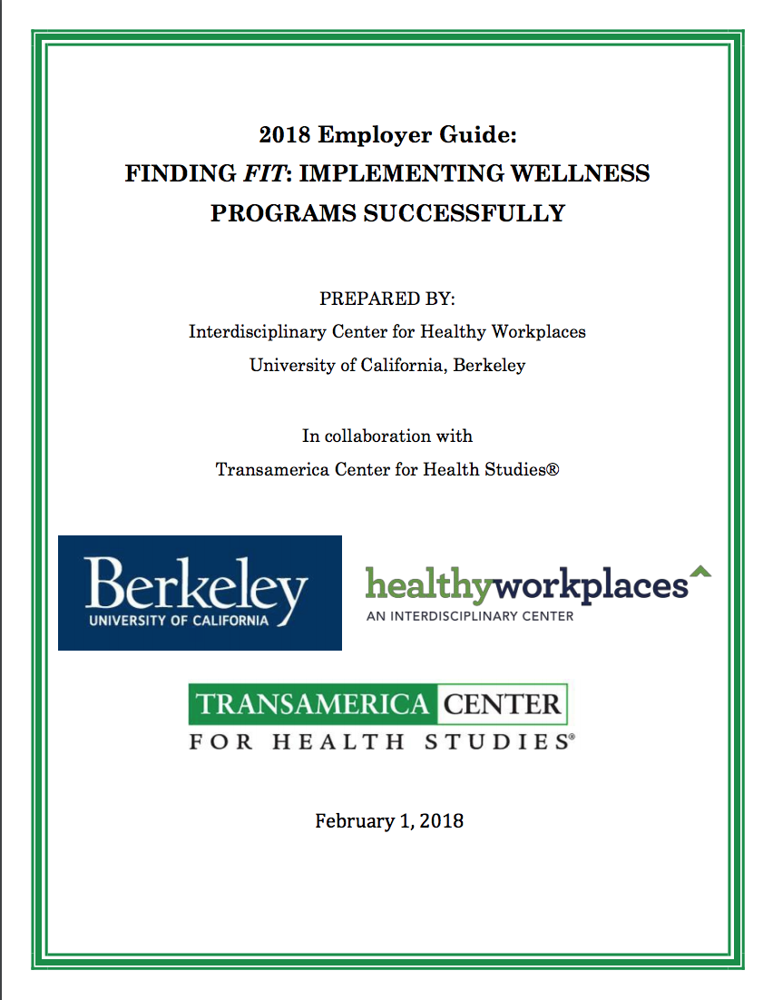 2018 Employer Guide:
FINDING FIT: IMPLEMENTING WELLNESS
PROGRAMS SUCCESSFULLY
PREPARED BY:
Interdisciplinary Center for Healthy Workplaces
University of California, Berkeley
In collaboration with
Transamerica Center for Health Studies®
Berkeley
UNIVERSITY OF CALIFORNIA
healthyworkplaces
AN INTERDISCIPLINARY CENTER
TRANSAMERICA CENTER
FOR HEALTH STUDIES®
February 1, 2018